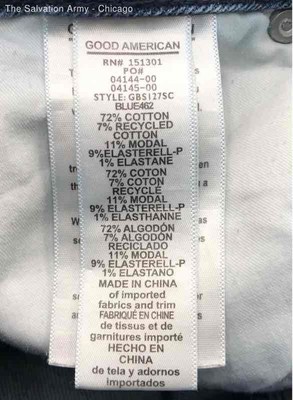 The Salvation Army - Chicago
GOOD AMERICAN
RN# 151301
PO#
04144-00
04145-00
STYLE: GBS127SC
BLUE462
72% COTTON
7% RECYCLED
COTTON
11% MODAL
9%ELASTERELL-P
1% ELASTANE
72% COTON
7% COTON
RECYCLE
11% MODAL
9% ELASTERELL-P
1% ELASTHANNE
72% ALGODÓN
7% ALGODÓN
RECICLADO
11% MODAL
9% ELASTERELL-P
1% ELASTANO
MADE IN CHINA
of imported
fabrics and trim
FABRIQUÉ EN CHINE
de tissus et de
garnitures importé
HECHO EN
CHINA
de tela y adornos
importados